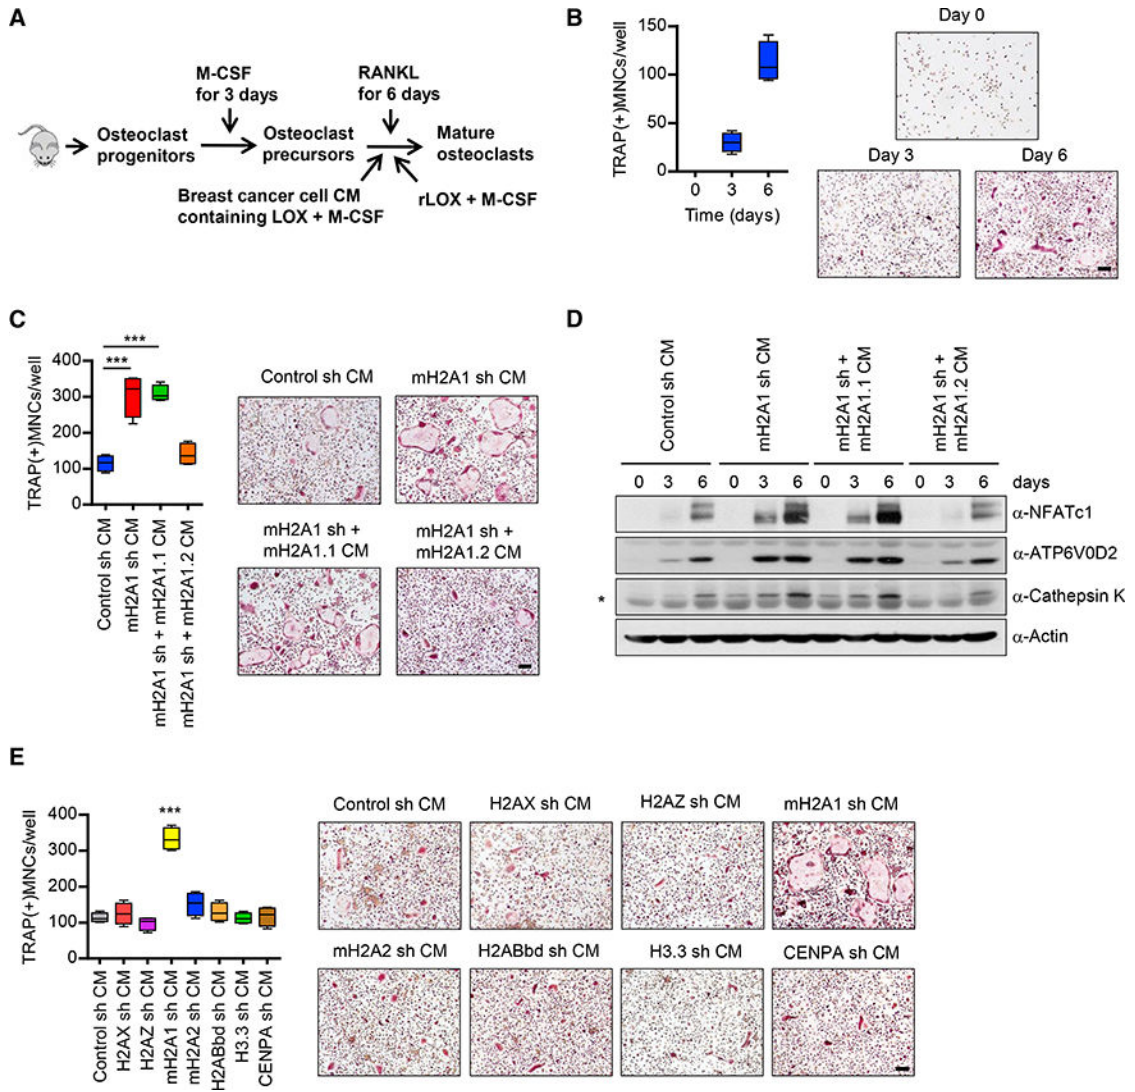 A
M-CSF
for 3 days
RANKL
for 6 days
Osteoclast
progenitors
Osteoclast
precursors
Mature
osteoclasts
Breast cancer cell CM
containing LOX + M-CSF
rLOX + M-CSF
B
TRAP(+)MNCs/well
150
100
50
0
0 3 6
Time (days)
Day 0
Day 3
Day 6
C
TRAP(+)MNCs/well
400
300
200
100
0
***
***
Control sh CM
mH2A1 sh CM
mH2A1 sh + mH2A1.1 CM
mH2A1 sh + mH2A1.2 CM
Control sh CM
mH2A1 sh CM
mH2A1 sh +
mH2A1.1 CM
mH2A1 sh +
mH2A1.2 CM
D
Control sh CM
mH2A1 sh CM
mH2A1 sh +
mH2A1.1 CM
mH2A1 sh +
mH2A1.2 CM
0 3 6 0 3 6 0 3 6 0 3 6 days
α-NFATc1
α-ATP6V0D2
* α-Cathepsin K
α-Actin
E
TRAP(+)MNCs/well
400
300
200
100
0
***
Control sh CM
H2AX sh CM
H2AZ sh CM
mH2A1 sh CM
mH2A2 sh CM
H2ABbd sh CM
H3.3 sh CM
CENPA sh CM
Control sh CM
H2AX sh CM
H2AZ sh CM
mH2A1 sh CM
mH2A2 sh CM
H2ABbd sh CM
H3.3 sh CM
CENPA sh CM